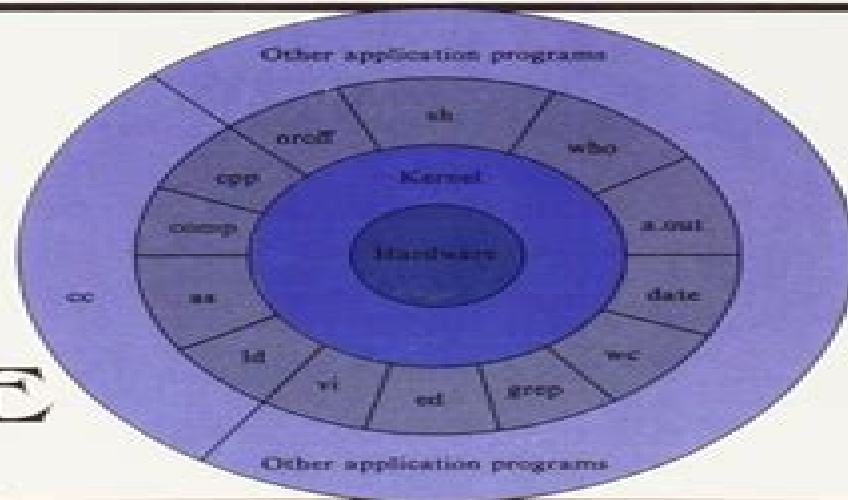 Other application programs
sh
nroff
who
cpp
Kernel
comp
a.out
Hardware
cc
as
date
ld
wc
vi
ed
grep
E
Other application programs